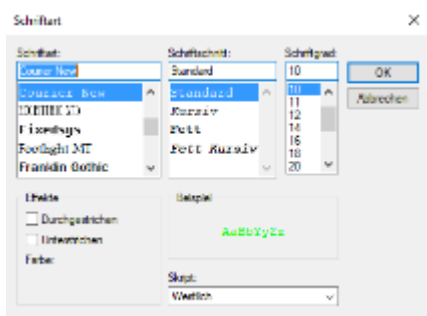 Schriftart
Schriftart:
Courier New
Courier New
Fixedsys
Footlight MT
Franklin Gothic
Schriftschnitt:
Standard
Standard
Kursiv
Fett
Fett Kursiv
Schriftgrad:
10
10
11
12
14
16
18
20
OK
Abbrechen
Effekte
Durchgestrichen
Unterstrichen
Farbe:
Beispiel
AaBbYyZz
Skript:
Westlich